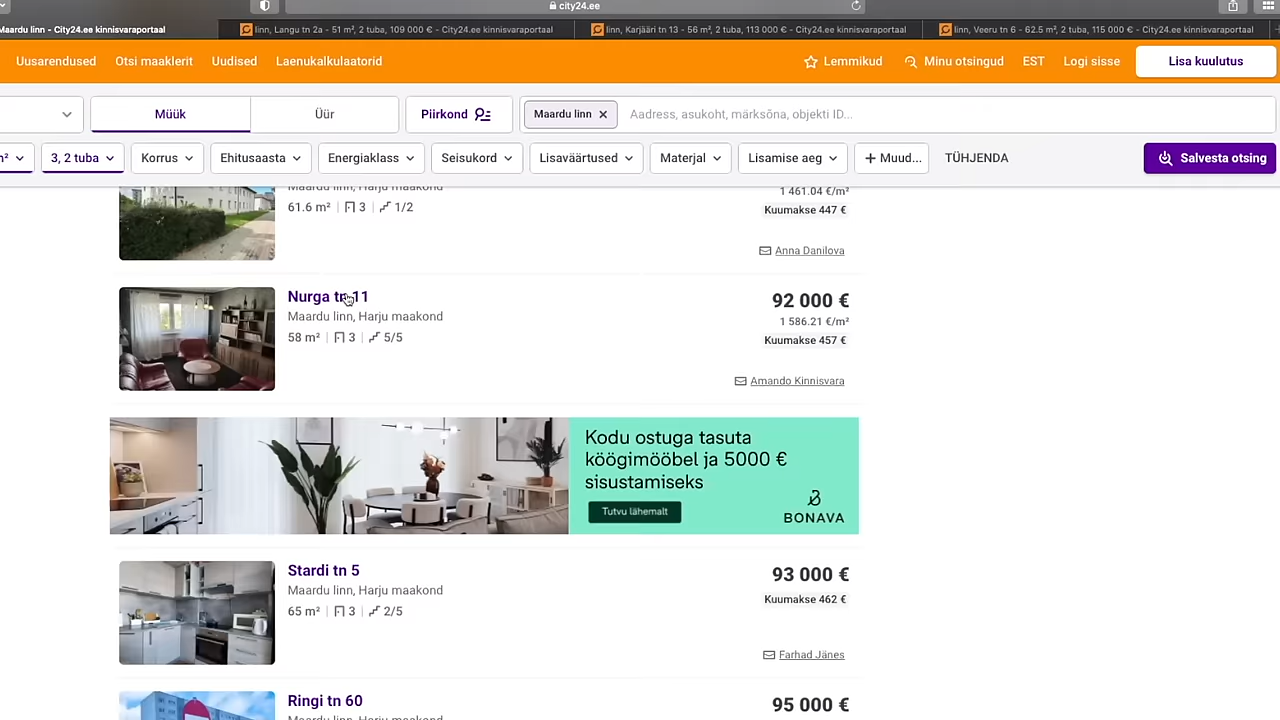 city24.ee
Maardu linn - City24.ee kinnisvaraportaal
linn, Langu tn 2a - 51 m², 2 tuba, 109 000 € - City24.ee kinnisvaraportaal
linn, Karjääri tn 13 - 56 m², 2 tuba, 113 000 € - City24.ee kinnisvaraportaal
linn, Veeru tn 6 - 62.5 m², 2 tuba, 115 000 € - City24.ee kinnisvaraportaal
Uusarendused Otsi maaklerit Uudised Laenukalkulaatorid Lemmikud Minu otsingud EST Logi sisse Lisa kuulutus
Müük Üür Piirkond Maardu linn Aadress, asukoht, märksõna, objekti ID...
m² 3, 2 tuba Korrus Ehitusaasta Energiaklass Seisukord Lisaväärtused Materjal Lisamise aeg + Muud... TÜHJENDA Salvesta otsing
Maardu linn, Harju maakond
61.6 m² 3 1/2
1 461.04 €/m²
Kuumakse 447 €
Anna Danilova
Nurga tn 11
Maardu linn, Harju maakond
58 m² 3 5/5
92 000 €
1 586.21 €/m²
Kuumakse 457 €
Amando Kinnisvara
Kodu ostuga tasuta
köögimööbel ja 5000 €
sisustamiseks
Tutvu lähemalt
BONAVA
Stardi tn 5
Maardu linn, Harju maakond
65 m² 3 2/5
93 000 €
Kuumakse 462 €
Farhad Jänes
Ringi tn 60
Maardu linn, Harju maakond
95 000 €